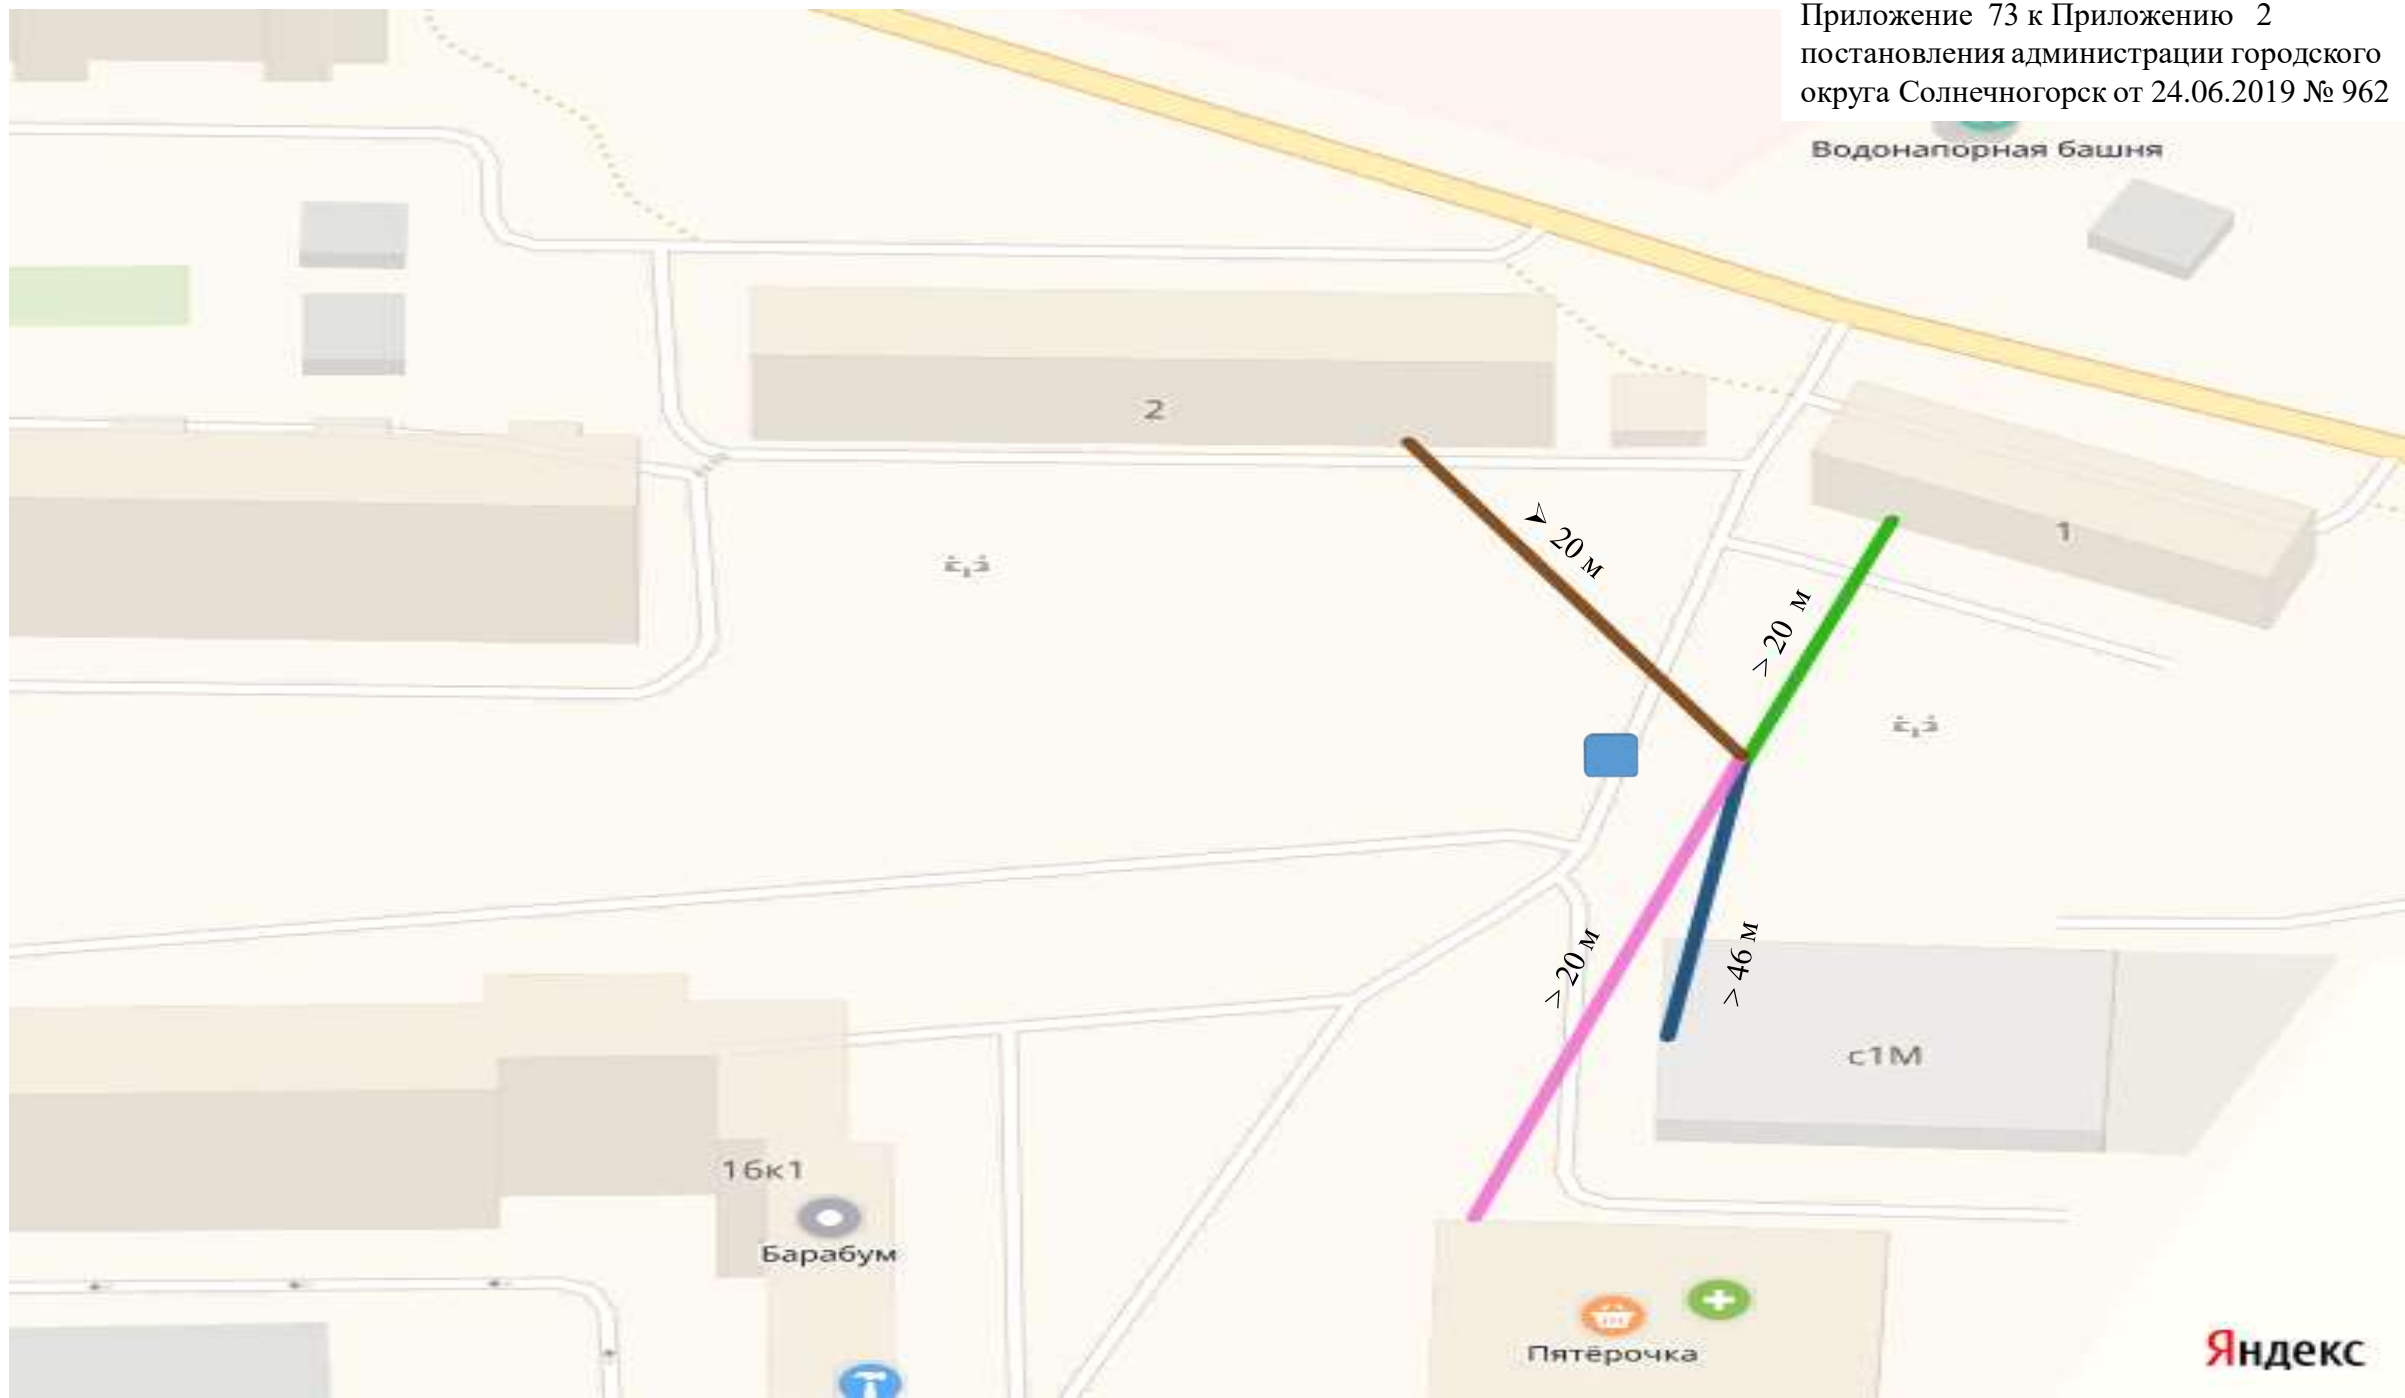 Приложение 73 к Приложению 2
постановления администрации городского
округа Солнечногорск от 24.06.2019 № 962
Водонапорная башня
2
1
20 м
> 20 м
> 20 м
> 46 м
с1М
16к1
Барабум
Пятёрочка
Яндекс